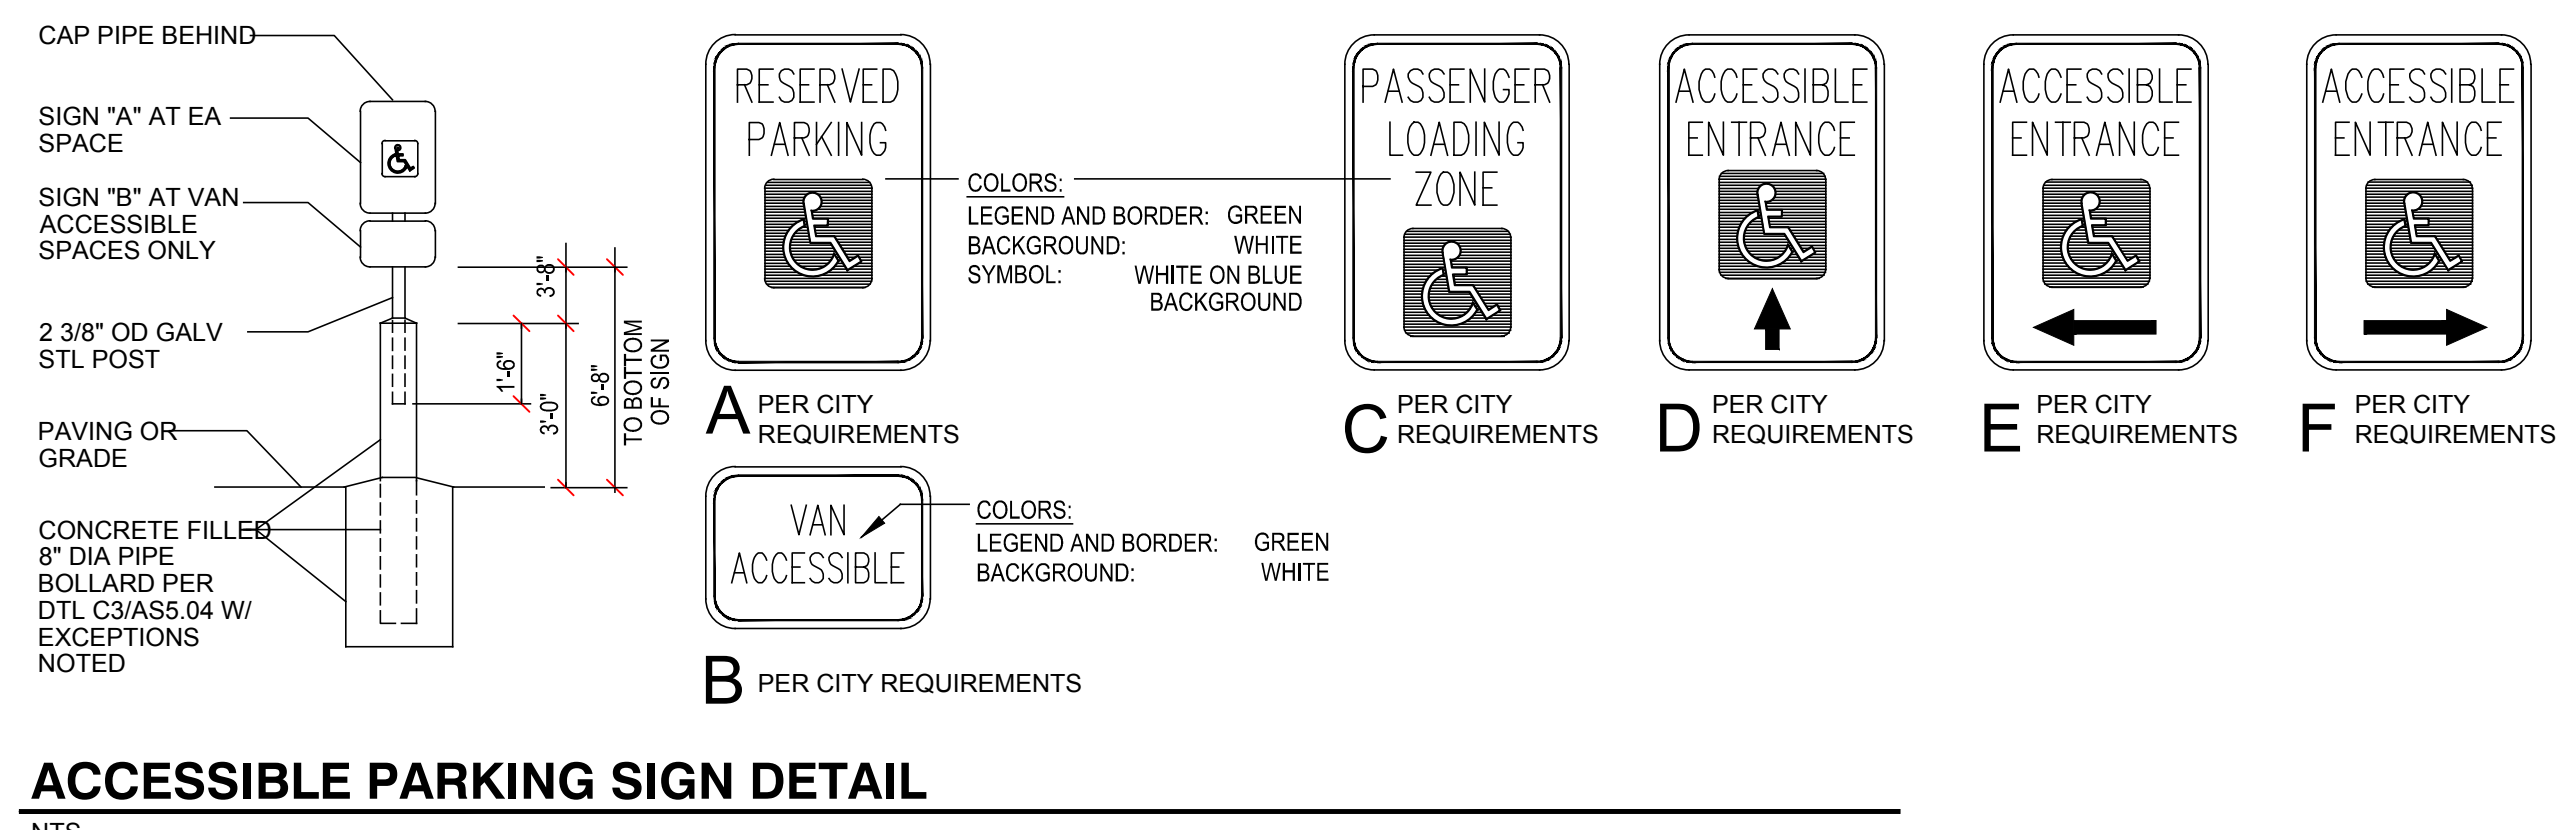 CAP PIPE BEHIND
SIGN "A" AT EA
SPACE
SIGN "B" AT VAN
ACCESSIBLE
SPACES ONLY
2 3/8" OD GALV
STL POST
PAVING OR
GRADE
CONCRETE FILLED
8" DIA PIPE
BOLLARD PER
DTL C3/AS5.04 W/
EXCEPTIONS
NOTED
3'-8"
1'-6"
3'-0"
6'-8"
TO BOTTOM
OF SIGN
RESERVED
PARKING
A PER CITY
REQUIREMENTS
COLORS:
LEGEND AND BORDER: GREEN
BACKGROUND: WHITE
SYMBOL: WHITE ON BLUE
BACKGROUND
VAN
ACCESSIBLE
B PER CITY REQUIREMENTS
COLORS:
LEGEND AND BORDER: GREEN
BACKGROUND: WHITE
PASSENGER
LOADING
ZONE
C PER CITY
REQUIREMENTS
ACCESSIBLE
ENTRANCE
D PER CITY
REQUIREMENTS
ACCESSIBLE
ENTRANCE
E PER CITY
REQUIREMENTS
ACCESSIBLE
ENTRANCE
F PER CITY
REQUIREMENTS
ACCESSIBLE PARKING SIGN DETAIL
NTS